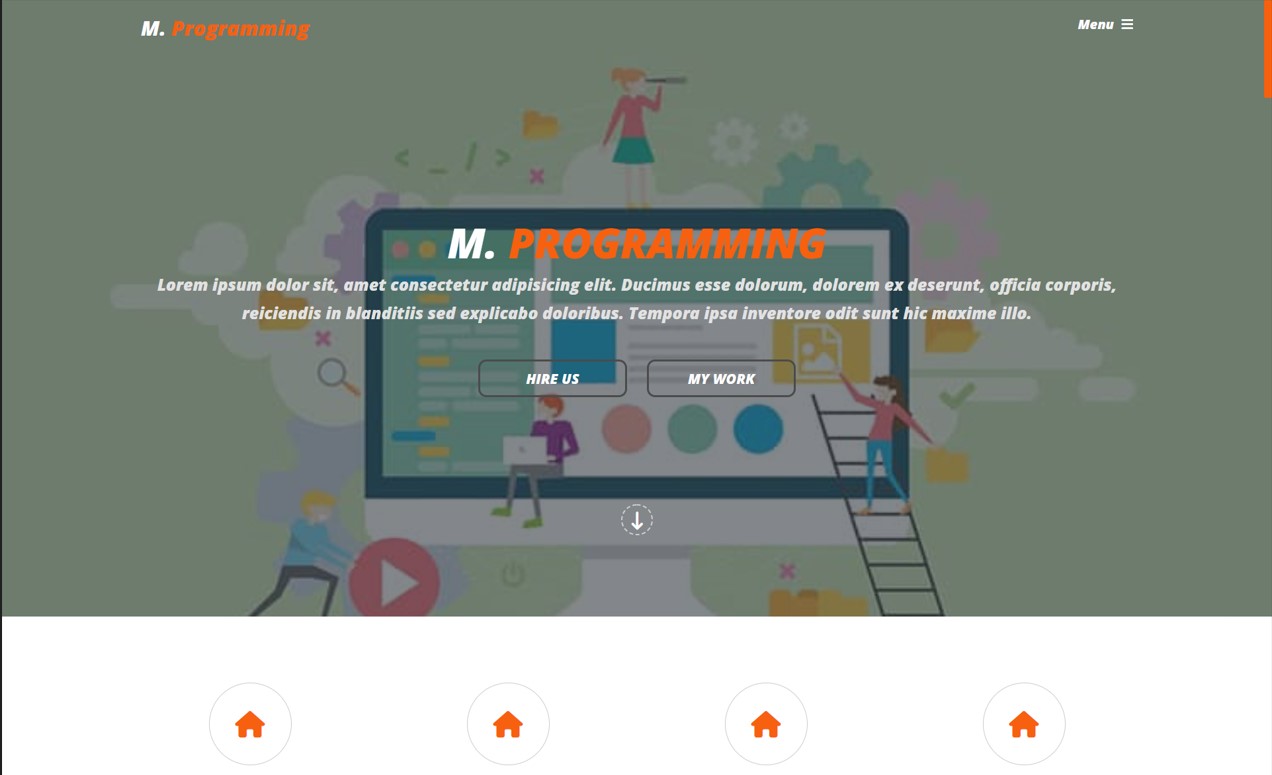 M. Programming
Menu
< _ / >
M. PROGRAMMING
Lorem ipsum dolor sit, amet consectetur adipisicing elit. Ducimus esse dolorum, dolorem ex deserunt, officia corporis,
reiciendis in blanditiis sed explicabo doloribus. Tempora ipsa inventore odit sunt hic maxime illo.
HIRE US
MY WORK